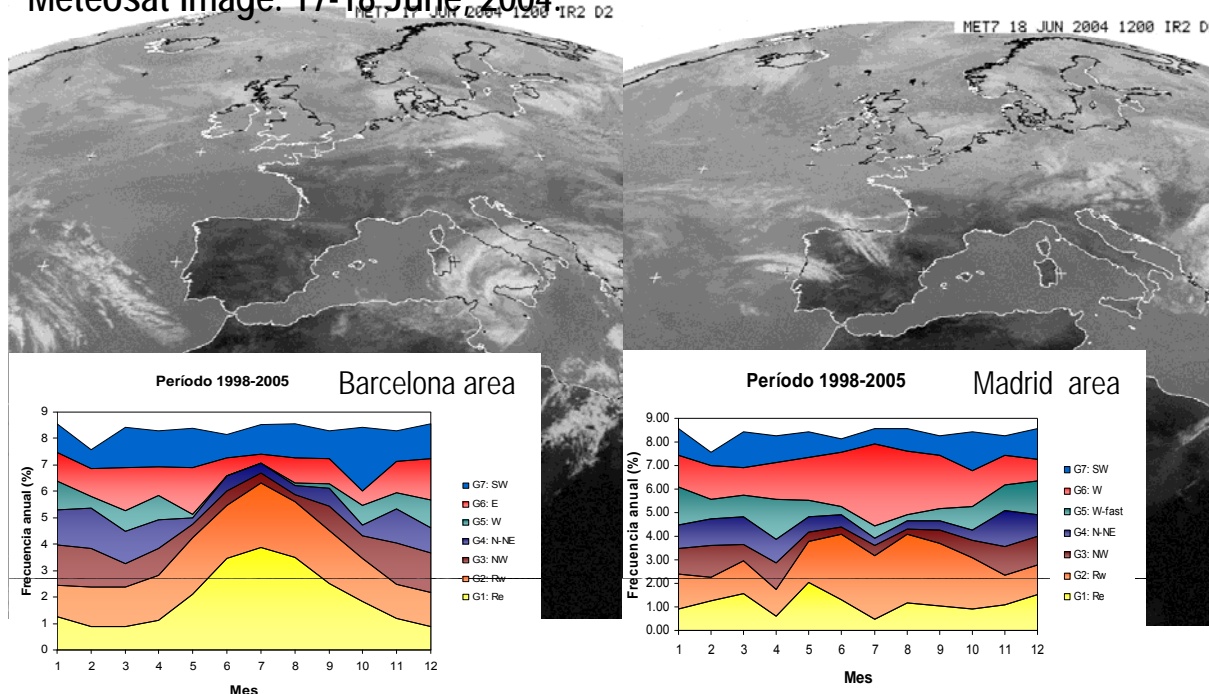 Meteosat Image. 17-18 June. 2004.
MET7 17 JUN 2004 1200 IR2 D2
MET7 18 JUN 2004 1200 IR2 D
Período 1998-2005
Barcelona area
Frecuencia anual (%)
9
8
7
6
5
4
3
2
1
0
1 2 3 4 5 6 7 8 9 10 11 12
Mes
G7: SW
G6: E
G5: W
G4: N-NE
G3: NW
G2: Rw
G1: Re
Período 1998-2005
Madrid area
Frecuencia anual (%)
9.00
8.00
7.00
6.00
5.00
4.00
3.00
2.00
1.00
0.00
1 2 3 4 5 6 7 8 9 10 11 12
Mes
G7: SW
G6: W
G5: W-fast
G4: N-NE
G3: NW
G2: Rw
G1: Re